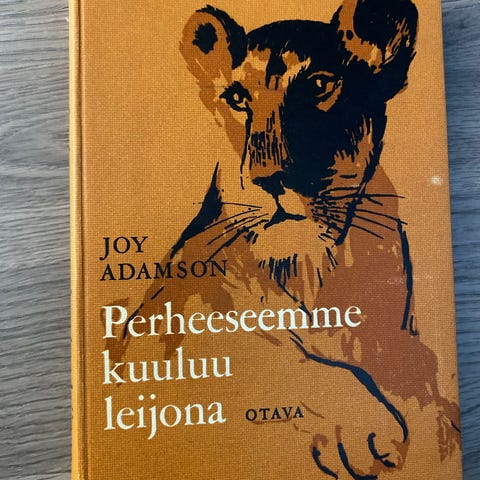 JOY
ADAMSON
Perheeseemme
kuuluu
leijona OTAVA